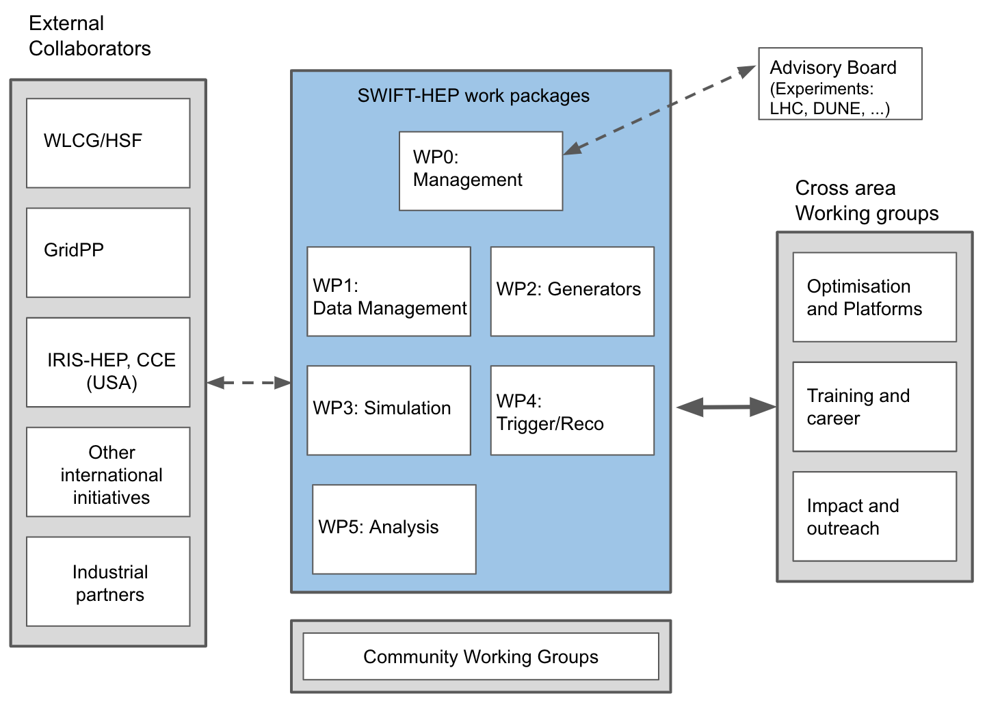 External
Collaborators
WLCG/HSF
GridPP
IRIS-HEP, CCE
(USA)
Other
international
initiatives
Industrial
partners
SWIFT-HEP work packages
WP0:
Management
WP1:
Data Management
WP2: Generators
WP3: Simulation
WP4:
Trigger/Reco
WP5: Analysis
Community Working Groups
Advisory Board
(Experiments:
LHC, DUNE, ...)
Cross area
Working groups
Optimisation
and Platforms
Training and
career
Impact and
outreach